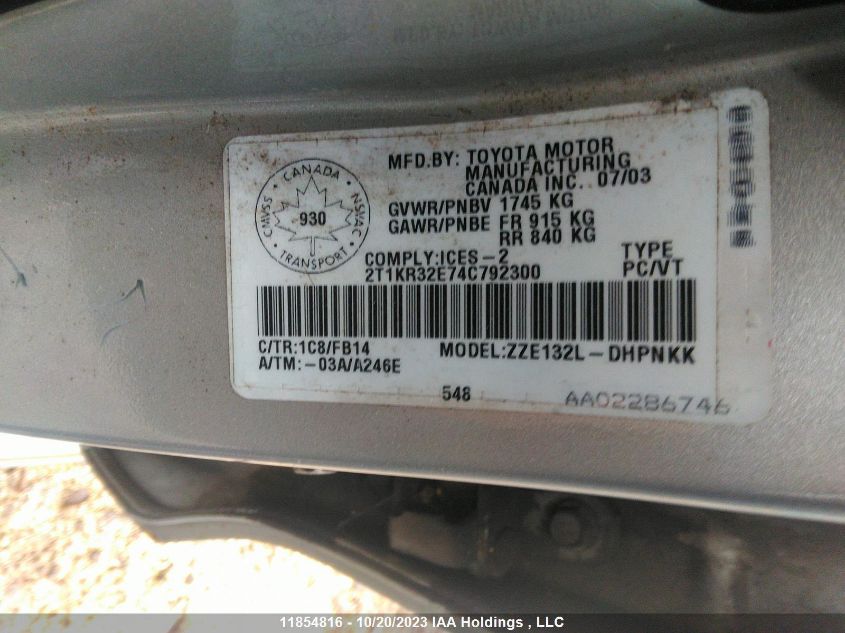 CANADA
CMVSS
930
NSVAC
TRANSPORT
MFD.BY: TOYOTA MOTOR
MANUFACTURING
CANADA INC. 07/03
GVWR/PNBV 1745 KG
GAWR/PNBE FR 915 KG
RR 840 KG
COMPLY:ICES-2
TYPE
2T1KR32E74C792300
PC/VT
C/TR:1C8/FB14
MODEL:ZZE132L-DHPNKK
A/TM:-03A/A246E
548
AA02286746
11854816 - 10/20/2023 IAA Holdings , LLC